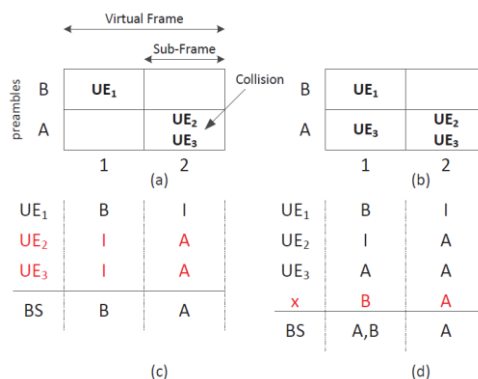 Virtual Frame
Sub-Frame
Collision
preambles
B UE₁
A UE₂
UE₃
1 2
(a)
B UE₁
A UE₃ UE₂
UE₃
1 2
(b)
UE₁ B I
UE₂ I A
UE₃ I A
BS B A
(c)
UE₁ B I
UE₂ I A
UE₃ A A
x B A
BS A,B A
(d)